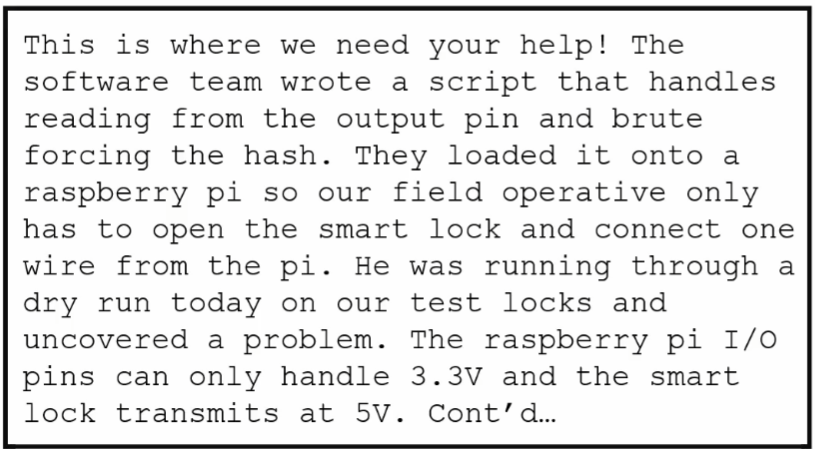 This is where we need your help! The
software team wrote a script that handles
reading from the output pin and brute
forcing the hash. They loaded it onto a
raspberry pi so our field operative only
has to open the smart lock and connect one
wire from the pi. He was running through a
dry run today on our test locks and
uncovered a problem. The raspberry pi I/O
pins can only handle 3.3V and the smart
lock transmits at 5V. Cont’d…